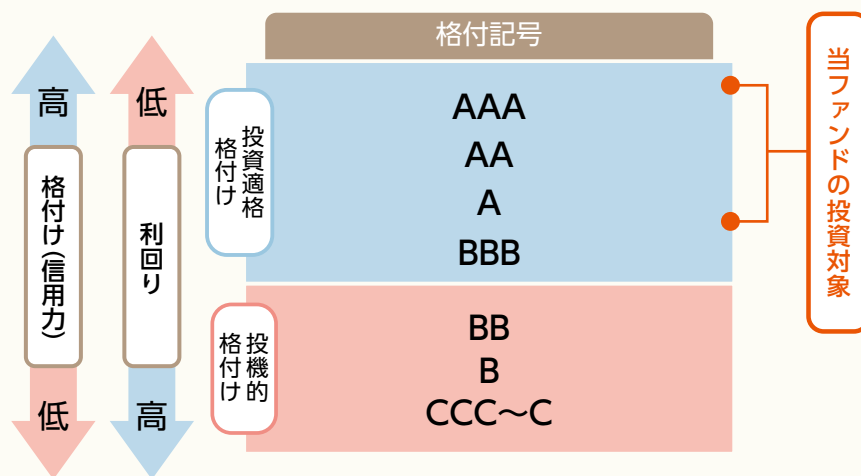 格付記号
高
格付け(信用力)
低
低
利回り
高
投資適格
格付け
AAA
AA
A
BBB
投機的
格付け
BB
B
CCC～C
当ファンドの投資対象